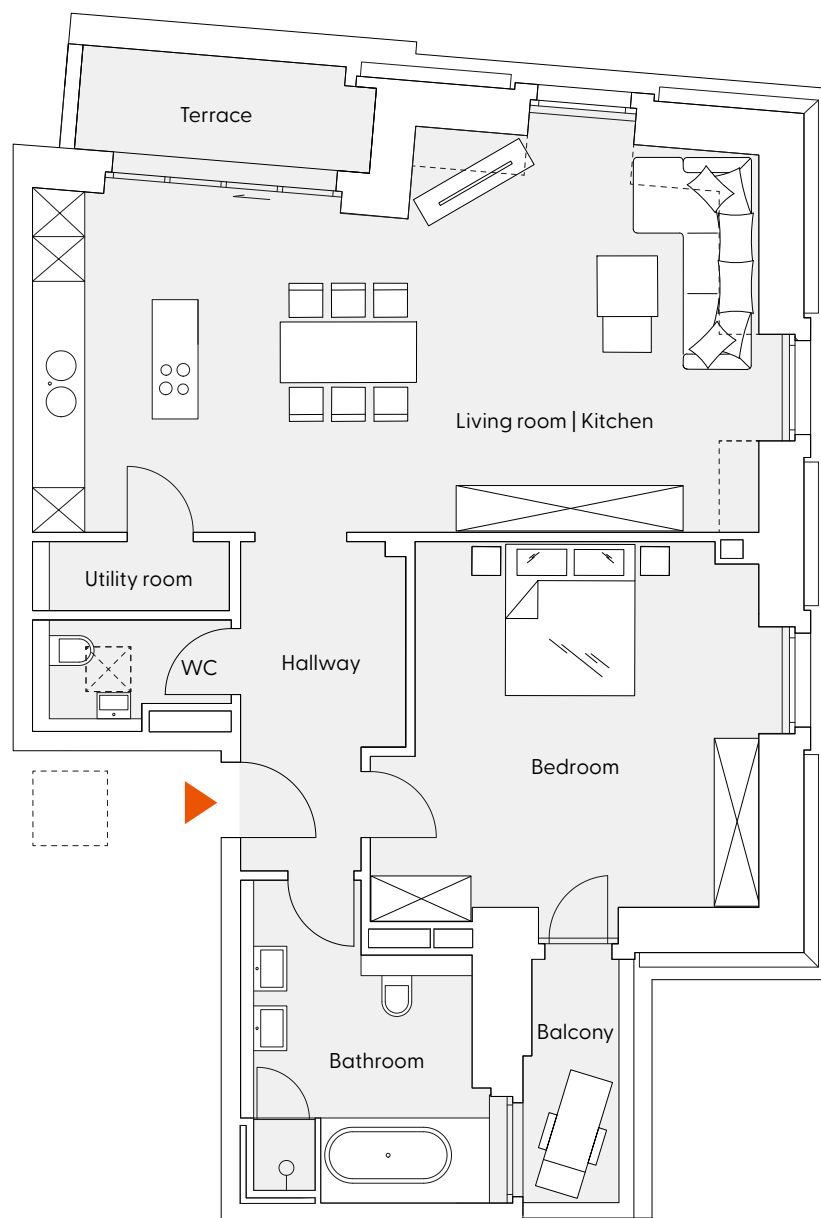 Terrace
Living room | Kitchen
Utility room
WC
Hallway
Bedroom
Balcony
Bathroom